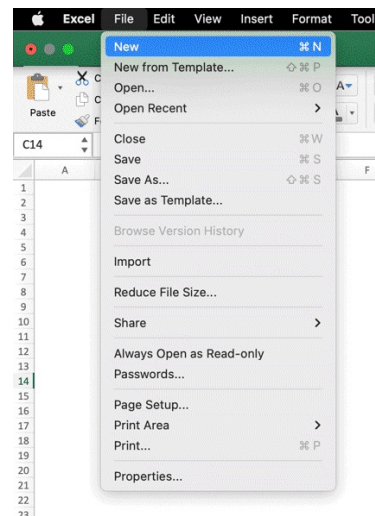 Excel File Edit View Insert Format Tool
New ⌘ N
New from Template... ⇧ ⌘ P
Open... ⌘ O
Open Recent >
Paste
C14
Close ⌘ W
Save ⌘ S
Save As... ⇧ ⌘ S
Save as Template...
Browse Version History
Import
Reduce File Size...
Share >
Always Open as Read-only
Passwords...
Page Setup...
Print Area >
Print... ⌘ P
Properties...
A F
1
2
3
4
5
6
7
8
9
10
11
12
13
14
15
16
17
18
19
20
21
22
23